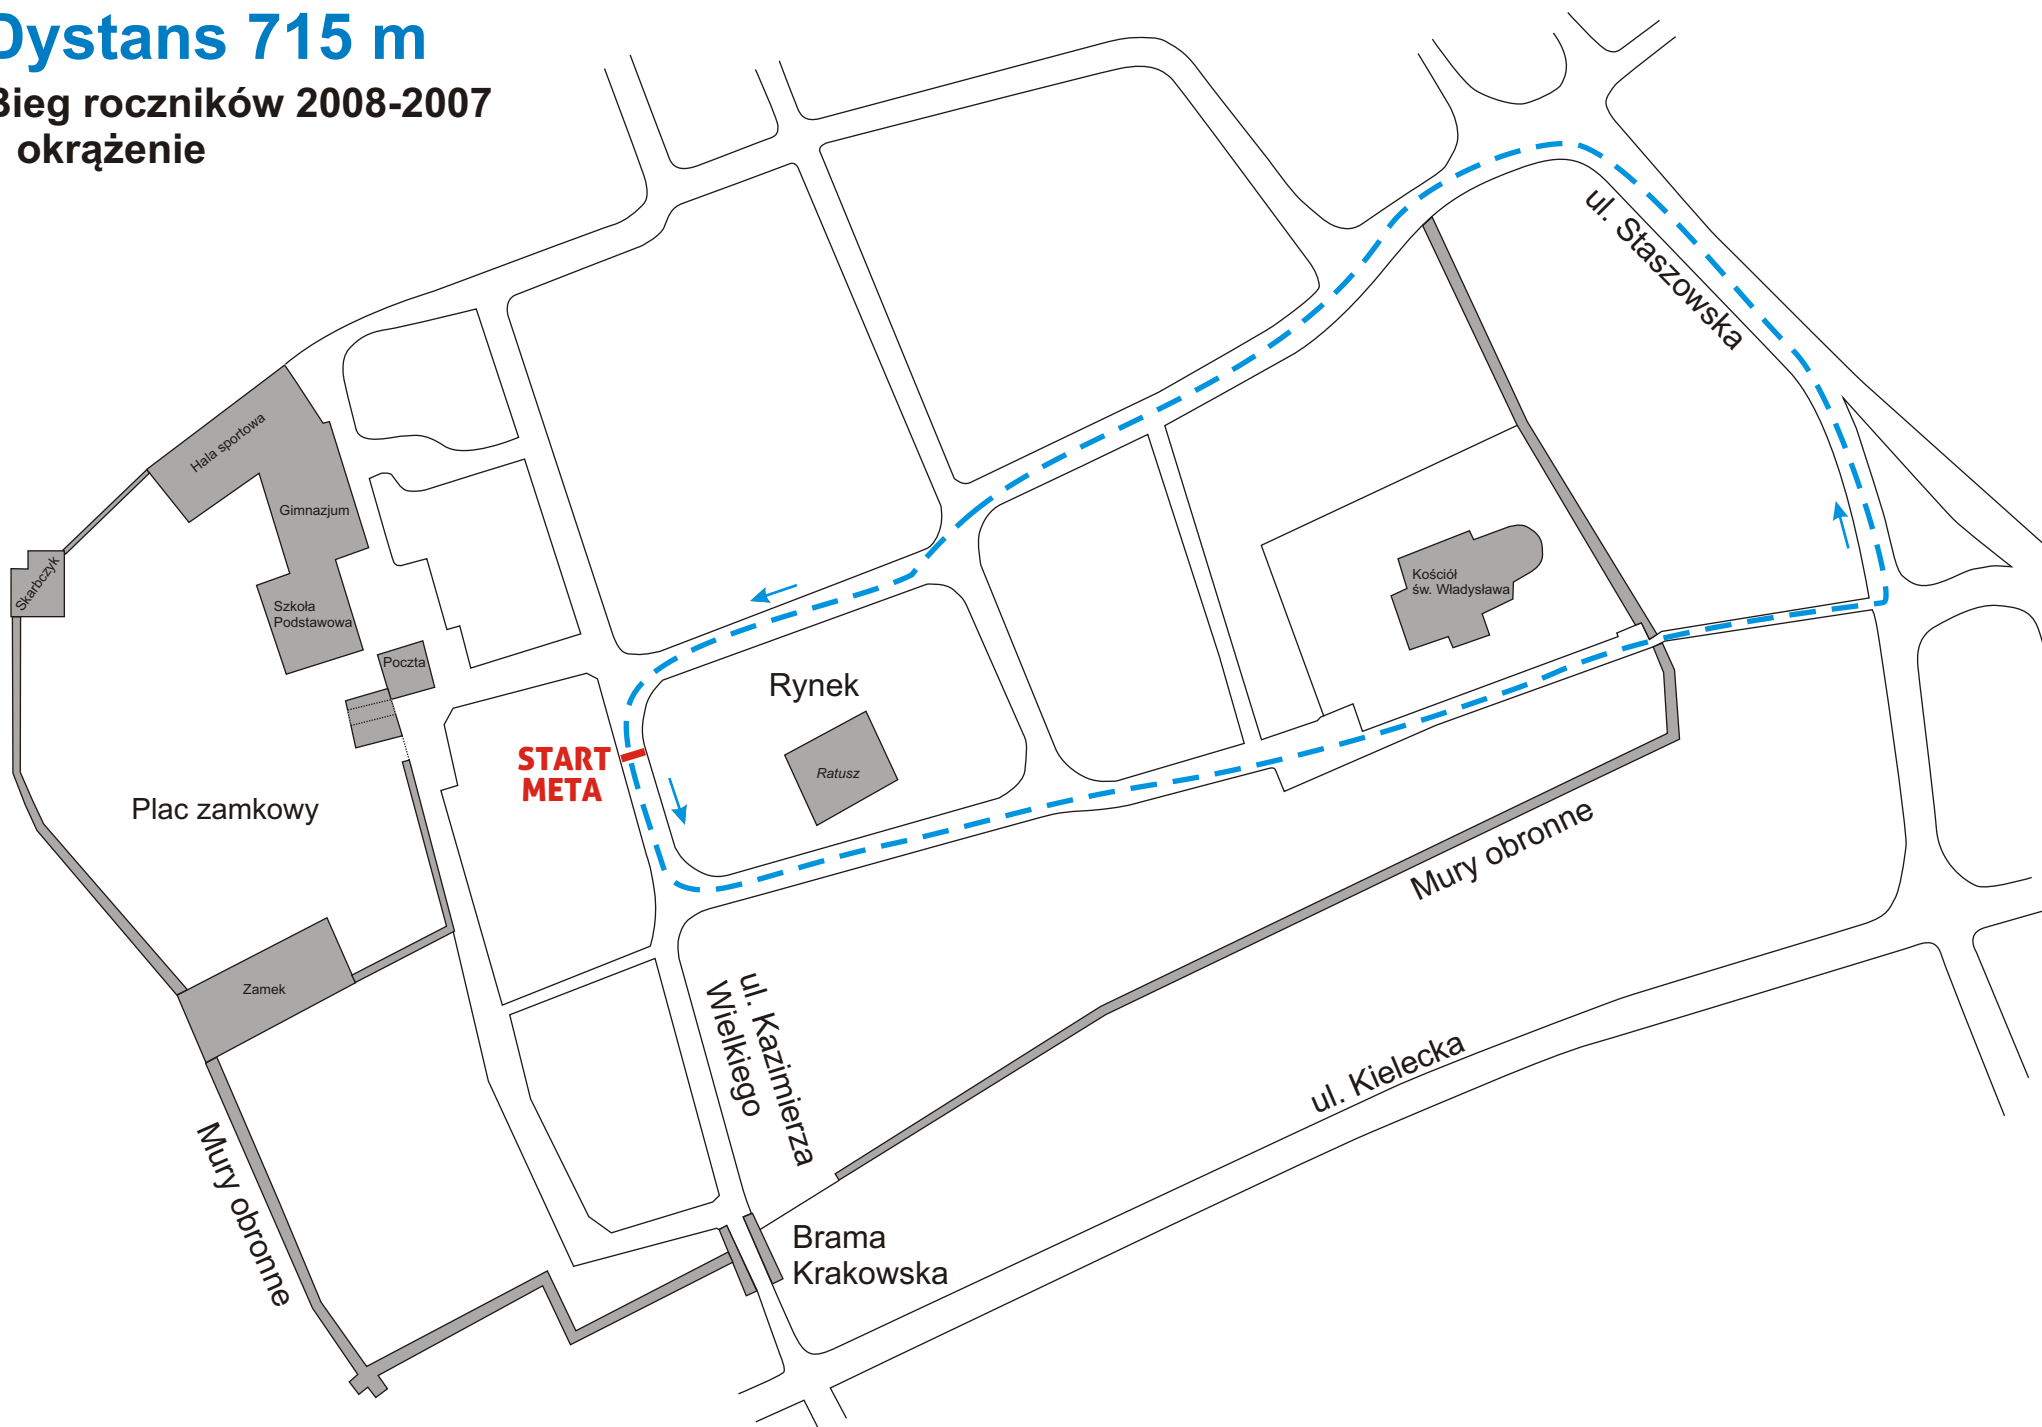 Dystans 715 m
Bieg roczników 2008-2007
okrążenie
ul. Staszowska
Hala sportowa
Gimnazjum
Skarbczyk
Szkoła
Podstawowa
Poczta
Kościół
św. Władysława
Rynek
START
META
Ratusz
Plac zamkowy
Mury obronne
Zamek
ul. Kazimierza
Wielkiego
ul. Kielecka
Mury obronne
Brama
Krakowska